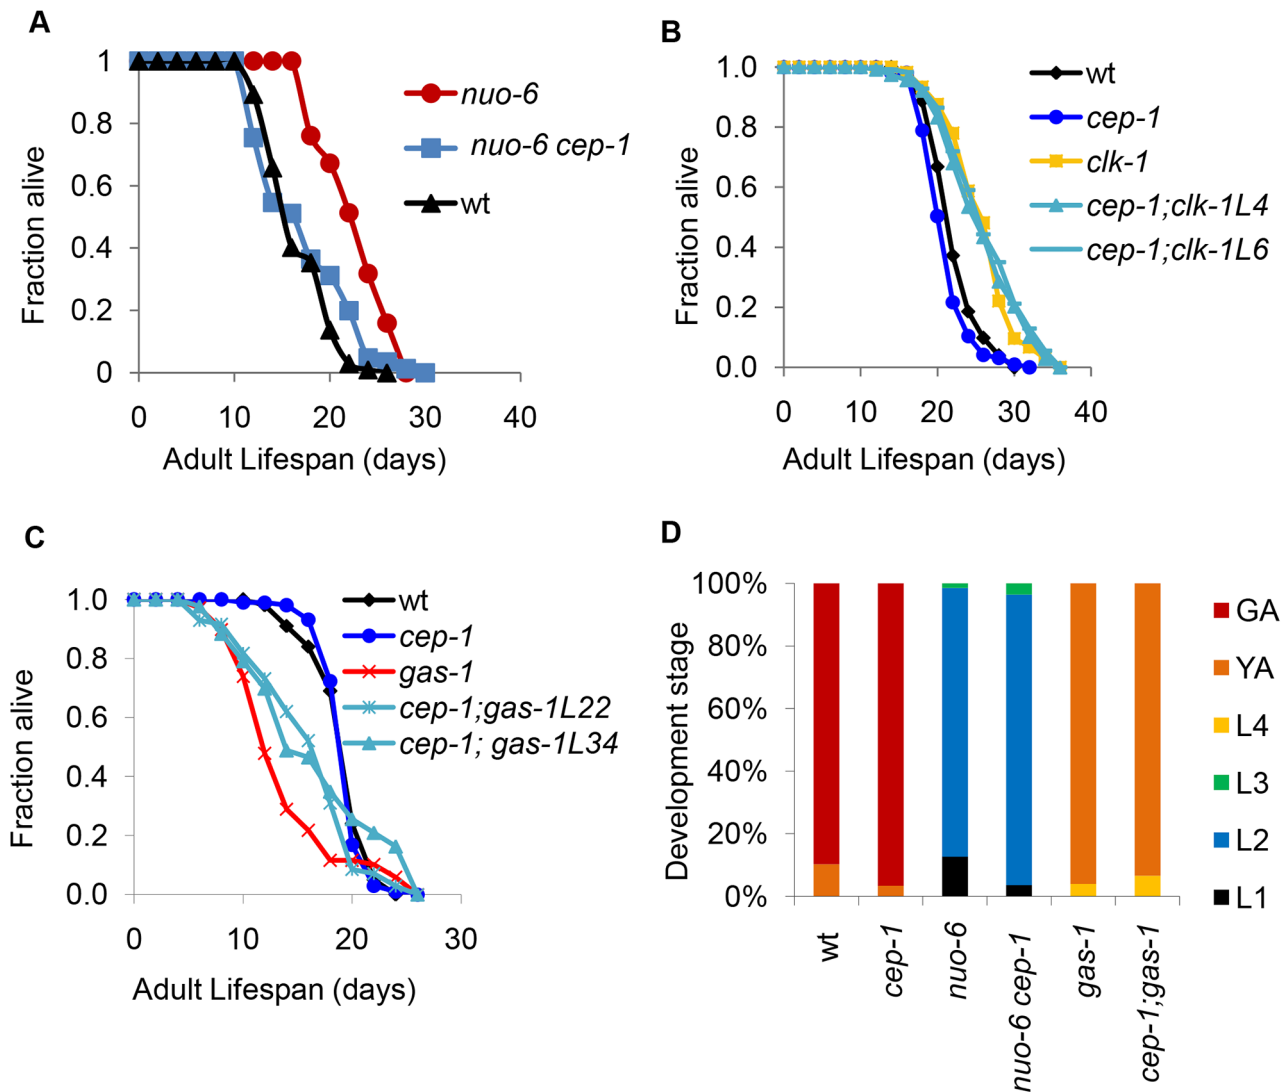 A
1
0.8
0.6
0.4
0.2
0
0 10 20 30 40
Fraction alive
Adult Lifespan (days)
nuo-6
nuo-6 cep-1
wt
B
1.0
0.8
0.6
0.4
0.2
0.0
0 10 20 30 40
Fraction alive
Adult Lifespan (days)
wt
cep-1
clk-1
cep-1;clk-1L4
cep-1;clk-1L6
C
1.0
0.8
0.6
0.4
0.2
0.0
0 10 20 30
Fraction alive
Adult Lifespan (days)
wt
cep-1
gas-1
cep-1;gas-1L22
cep-1; gas-1L34
D
100%
80%
60%
40%
20%
0%
Development stage
wt
cep-1
nuo-6
nuo-6 cep-1
gas-1
cep-1;gas-1
GA
YA
L4
L3
L2
L1